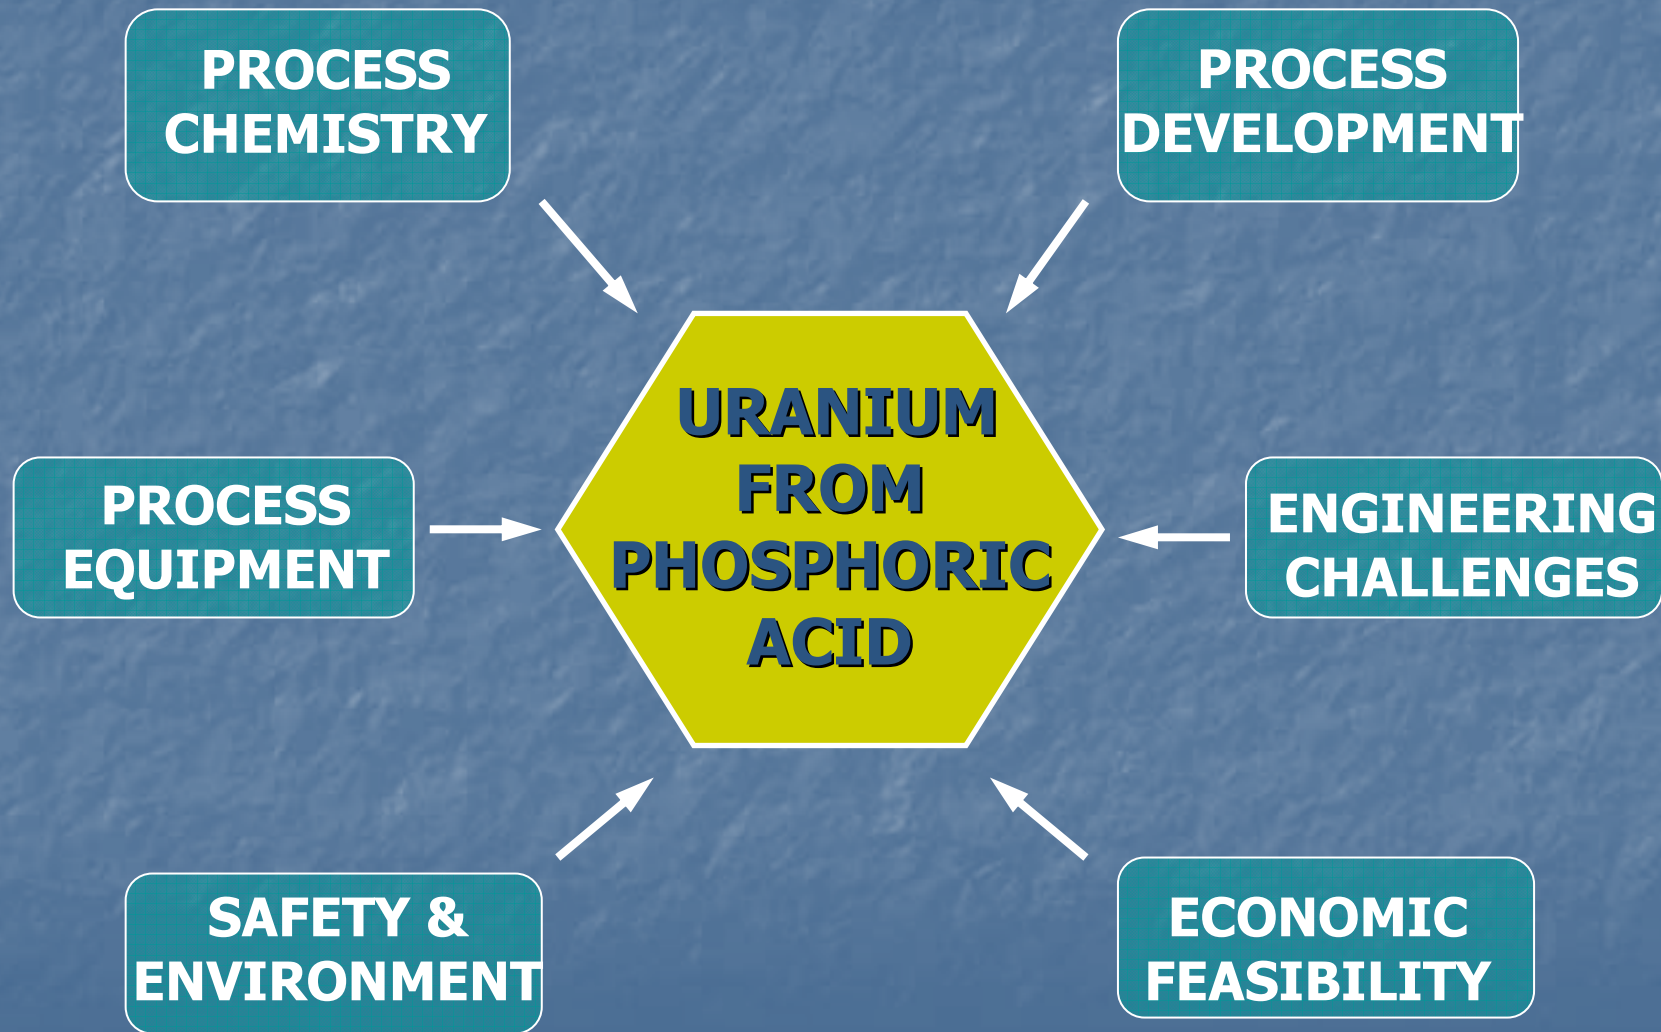 PROCESS
CHEMISTRY
PROCESS
DEVELOPMENT
URANIUM
FROM
PHOSPHORIC
ACID
PROCESS
EQUIPMENT
ENGINEERING
CHALLENGES
SAFETY &
ENVIRONMENT
ECONOMIC
FEASIBILITY